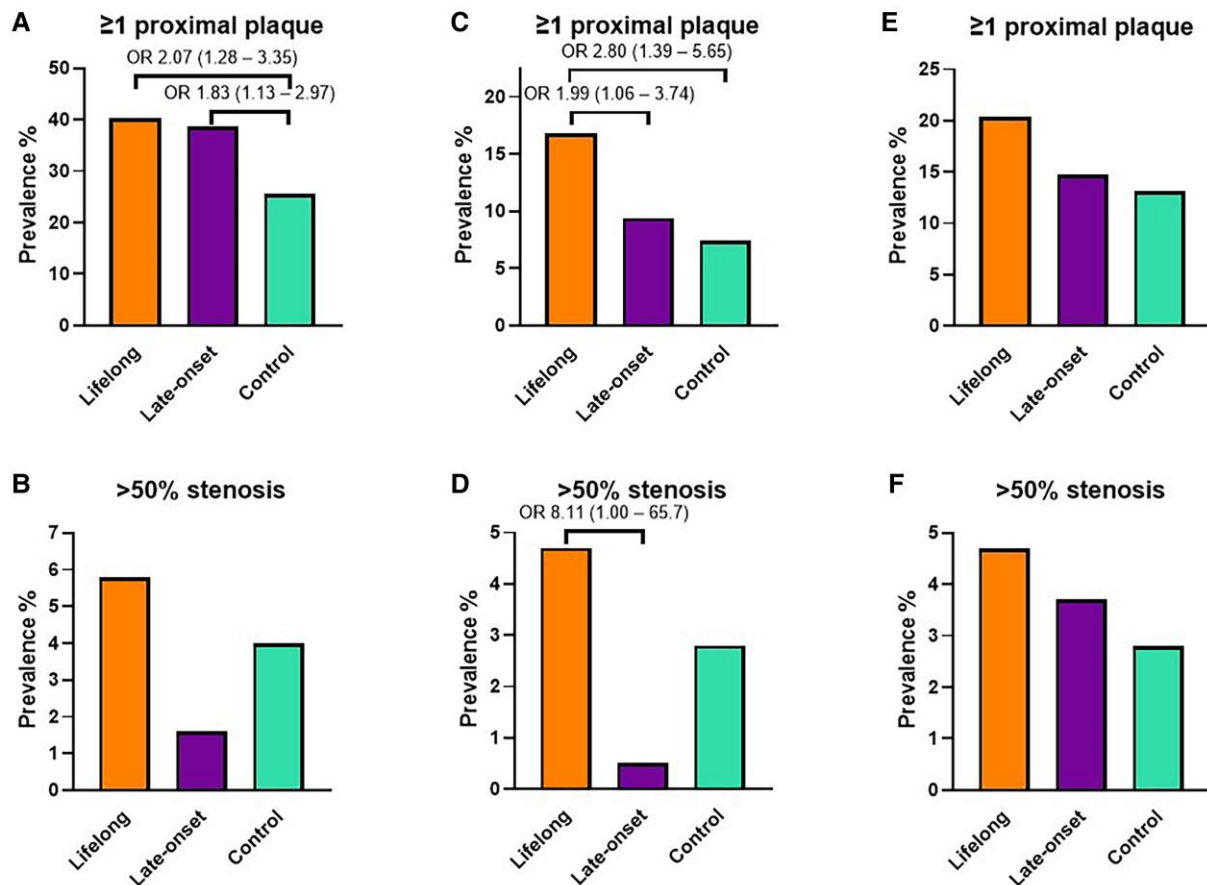 A
≥1 proximal plaque
OR 2.07 (1.28 – 3.35)
OR 1.83 (1.13 – 2.97)
50
40
30
20
10
0
Prevalence %
Lifelong
Late-onset
Control
C
≥1 proximal plaque
OR 2.80 (1.39 – 5.65)
OR 1.99 (1.06 – 3.74)
20
15
10
5
0
Prevalence %
Lifelong
Late-onset
Control
E
≥1 proximal plaque
25
20
15
10
5
0
Prevalence %
Lifelong
Late-onset
Control
B
>50% stenosis
7
6
5
4
3
2
1
0
Prevalence %
Lifelong
Late-onset
Control
D
>50% stenosis
OR 8.11 (1.00 – 65.7)
5
4
3
2
1
0
Prevalence %
Lifelong
Late-onset
Control
F
>50% stenosis
5
4
3
2
1
0
Prevalence %
Lifelong
Late-onset
Control